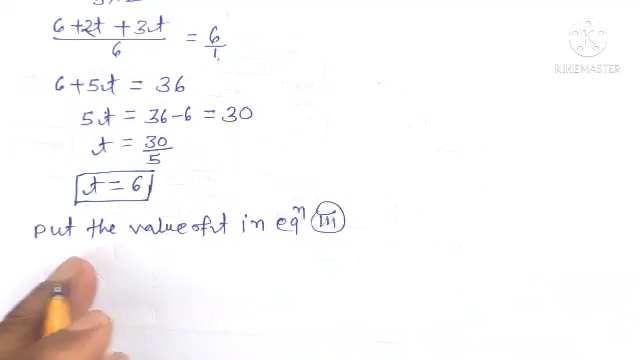 6 + 2t + 3t / 6 = 6/1
6 + 5t = 36
5t = 36 - 6 = 30
t = 30/5
t = 6
put the value of t in eqⁿ III
K
KINEMASTER